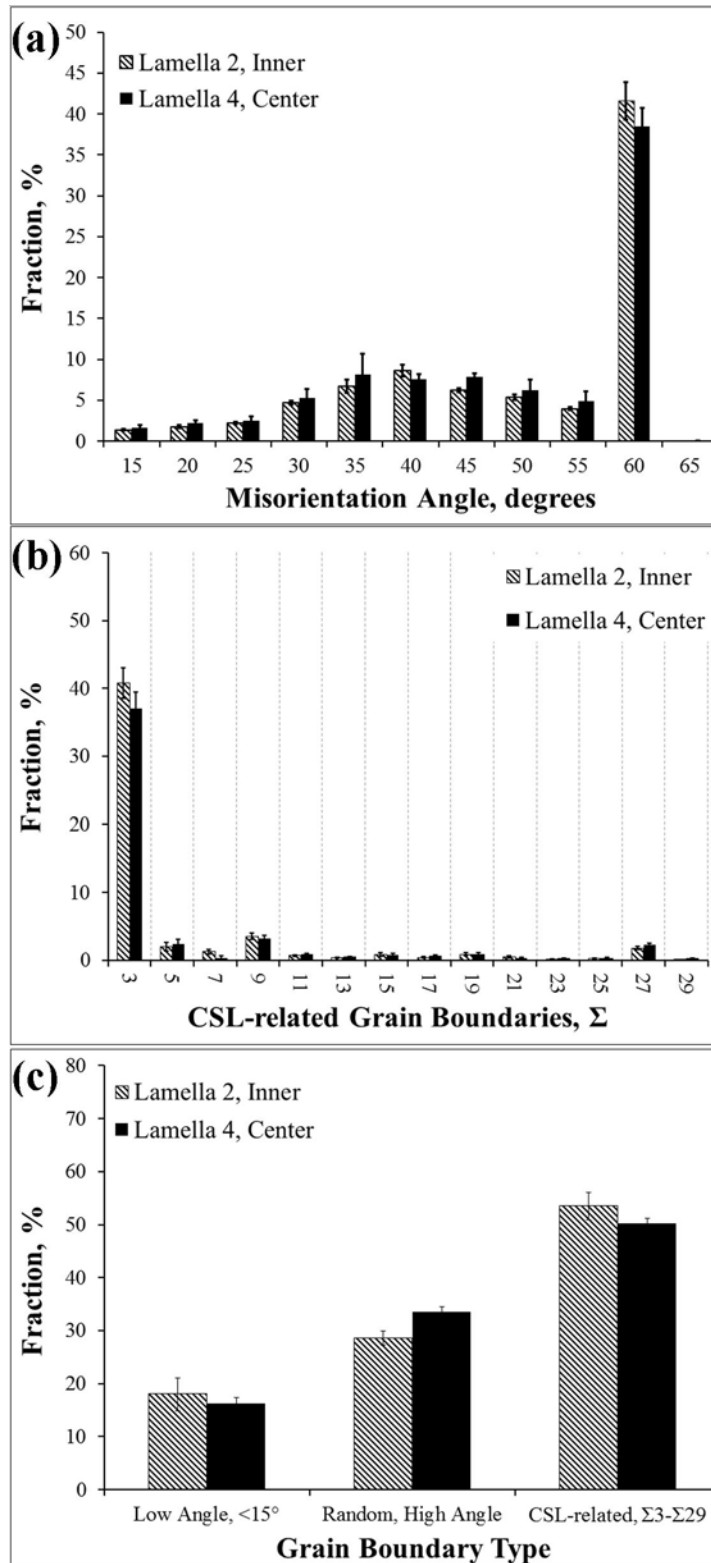 (a)
Lamella 2, Inner
Lamella 4, Center
50
45
40
35
30
25
20
15
10
5
0
Fraction, %
15 20 25 30 35 40 45 50 55 60 65
Misorientation Angle, degrees
(b)
Lamella 2, Inner
Lamella 4, Center
60
50
40
30
20
10
0
Fraction, %
3 5 7 9 11 13 15 17 19 21 23 25 27 29
CSL-related Grain Boundaries, Σ
(c)
Lamella 2, Inner
Lamella 4, Center
80
70
60
50
40
30
20
10
0
Fraction, %
Low Angle, <15° Random, High Angle CSL-related, Σ3-Σ29
Grain Boundary Type